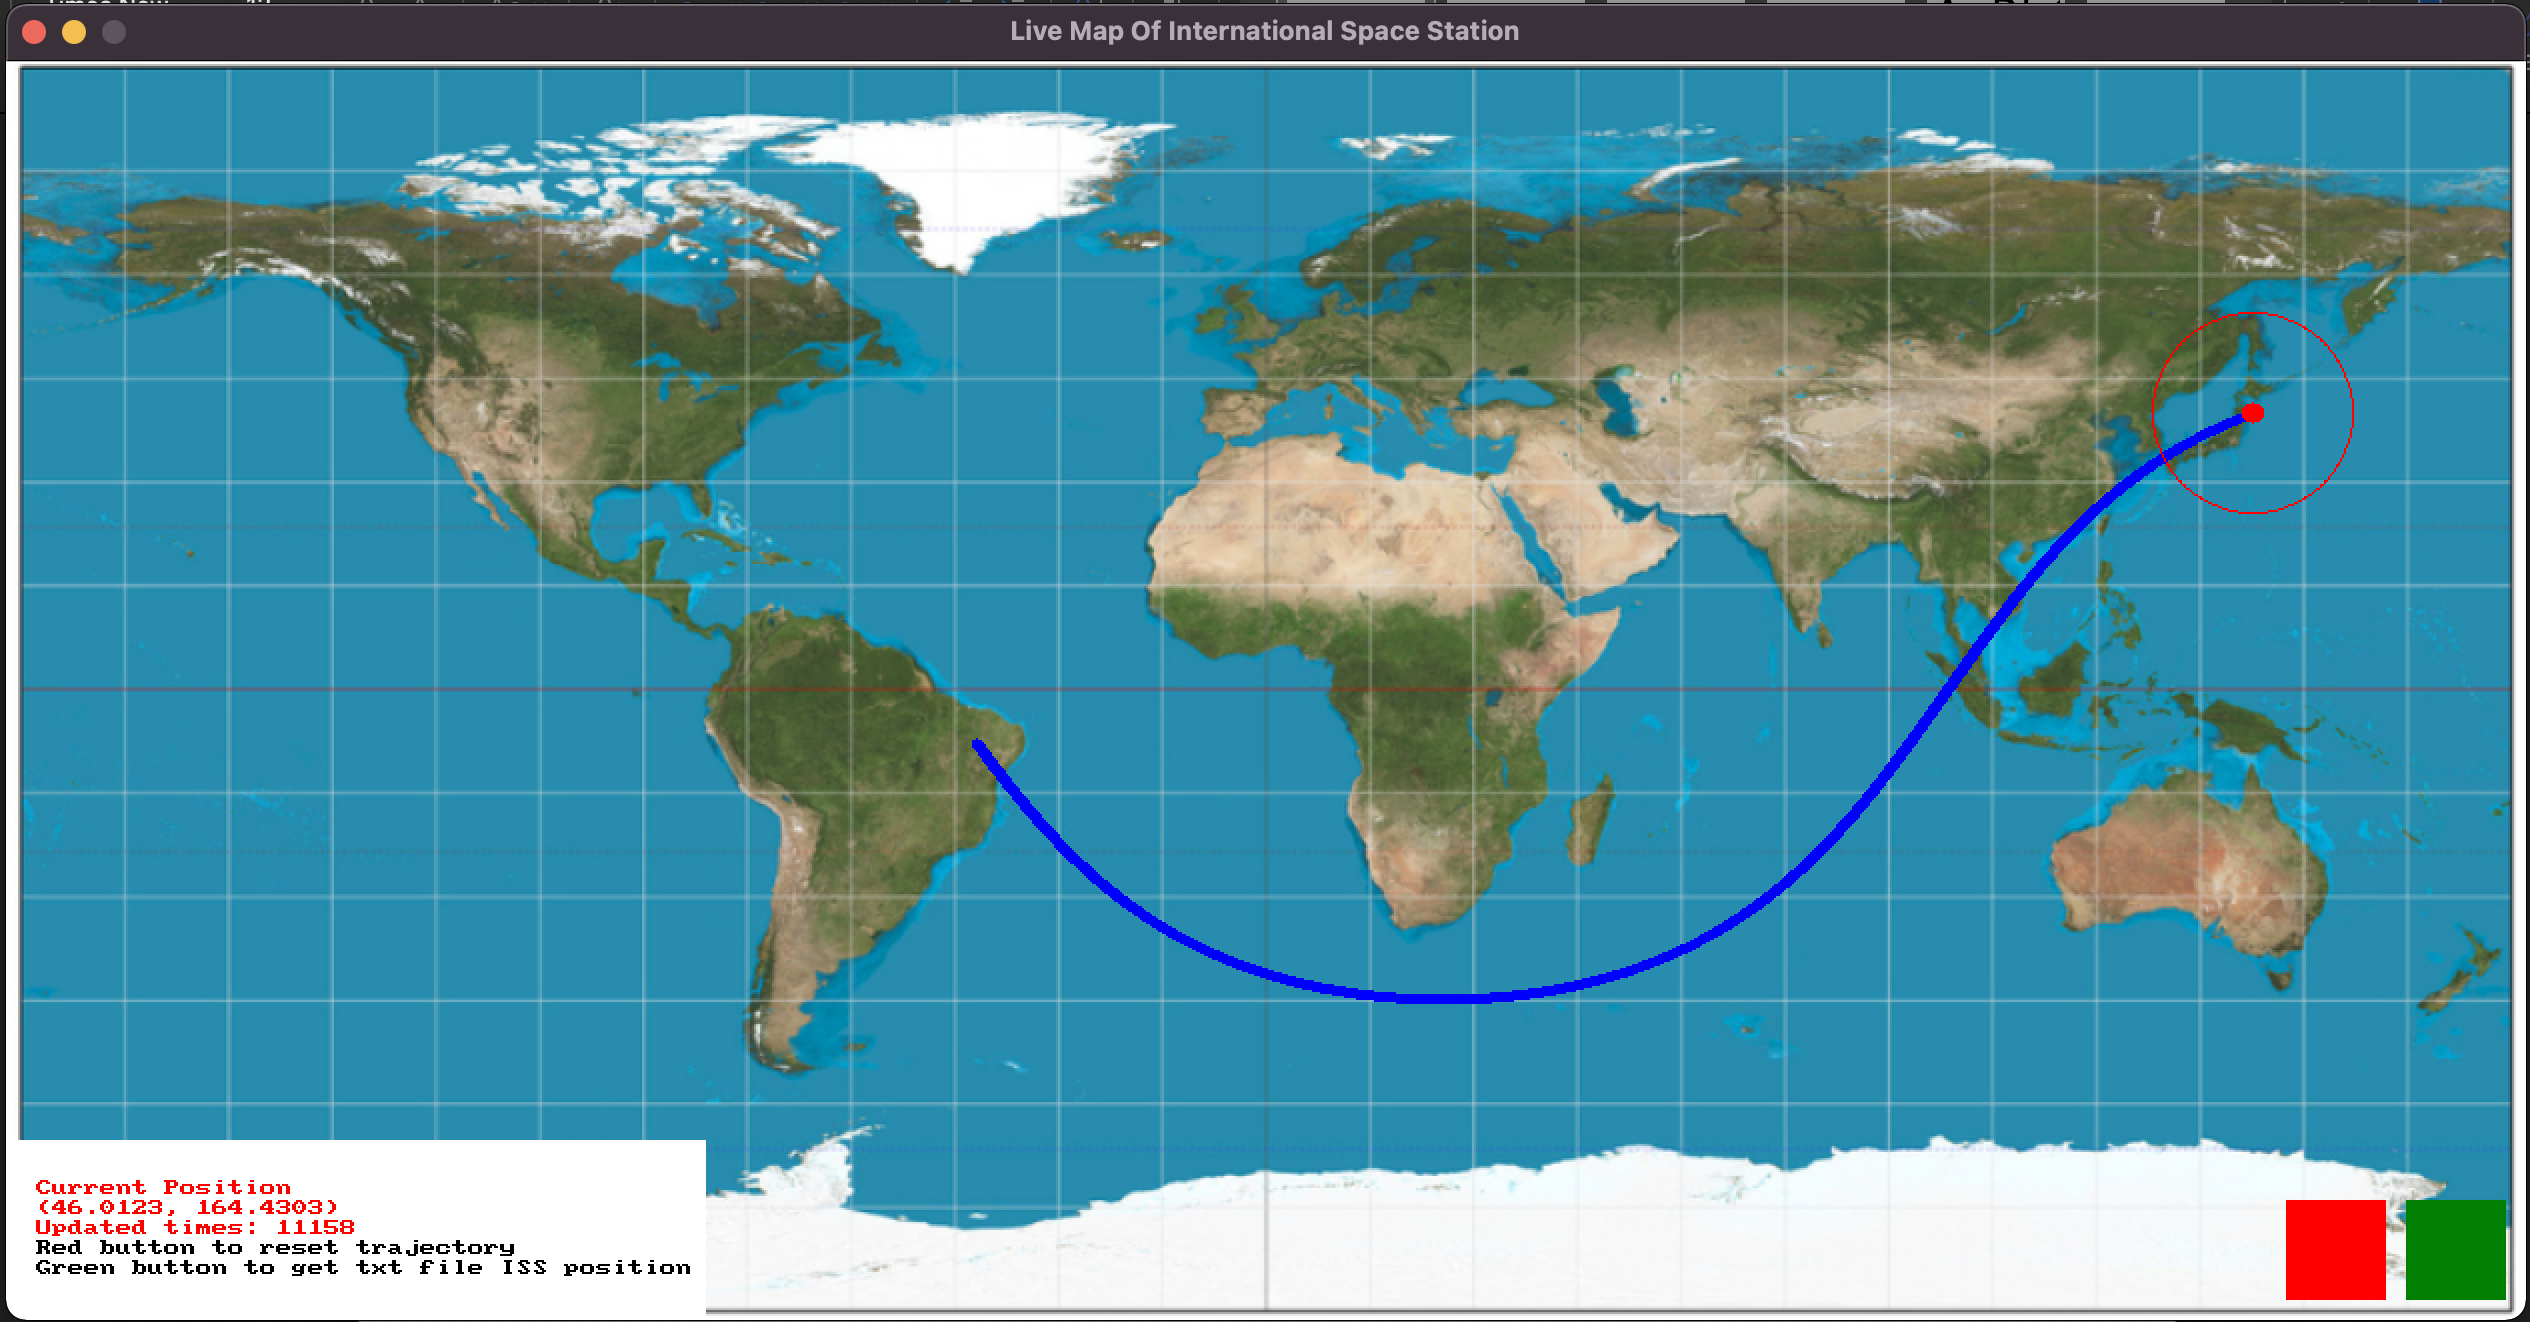 Live Map Of International Space Station
Current Position
(46.0123, 164.4303)
Updated times: 11158
Red button to reset trajectory
Green button to get txt file ISS position